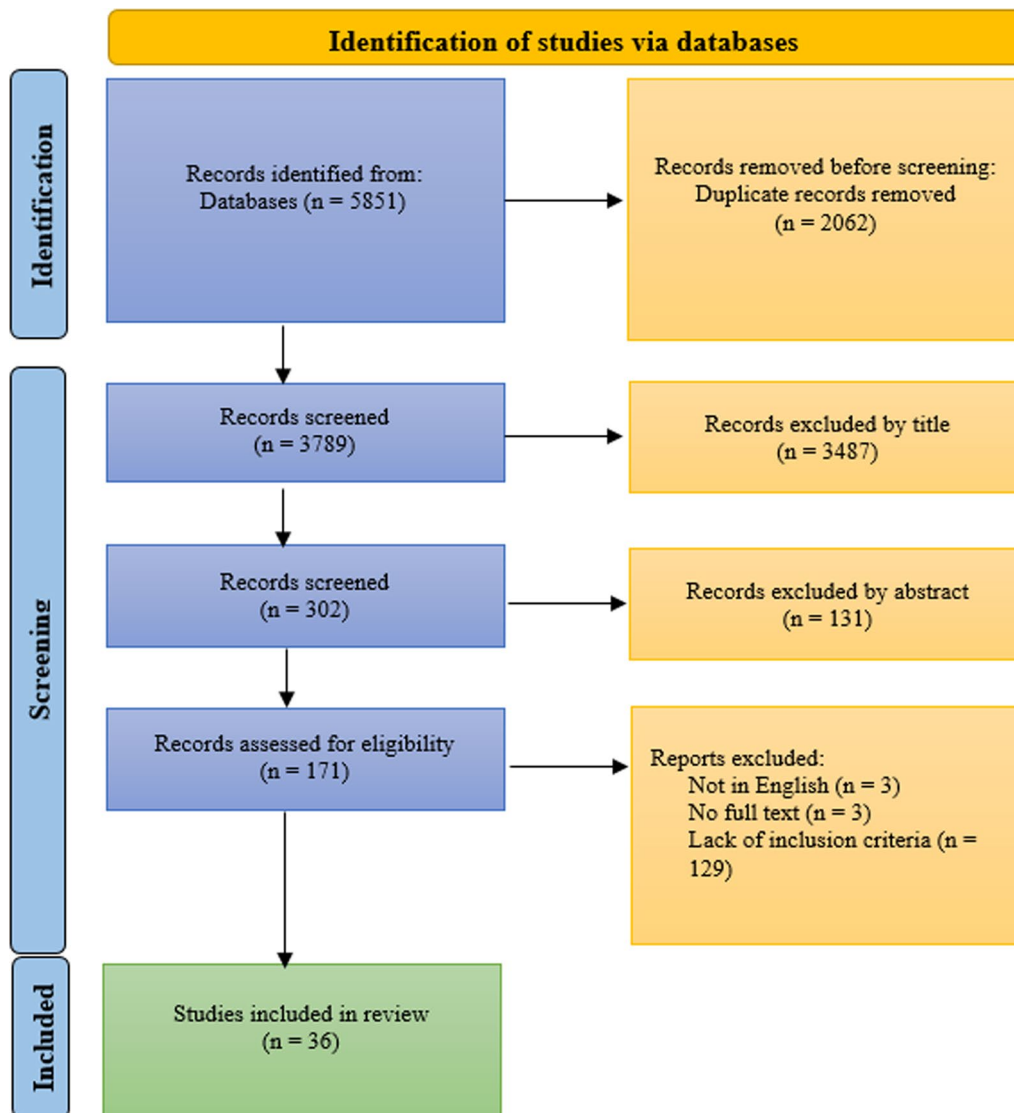 Identification of studies via databases
Identification
Records identified from:
Databases (n = 5851)
Records removed before screening:
Duplicate records removed
(n = 2062)
Screening
Records screened
(n = 3789)
Records excluded by title
(n = 3487)
Records screened
(n = 302)
Records excluded by abstract
(n = 131)
Records assessed for eligibility
(n = 171)
Reports excluded:
Not in English (n = 3)
No full text (n = 3)
Lack of inclusion criteria (n =
129)
Included
Studies included in review
(n = 36)